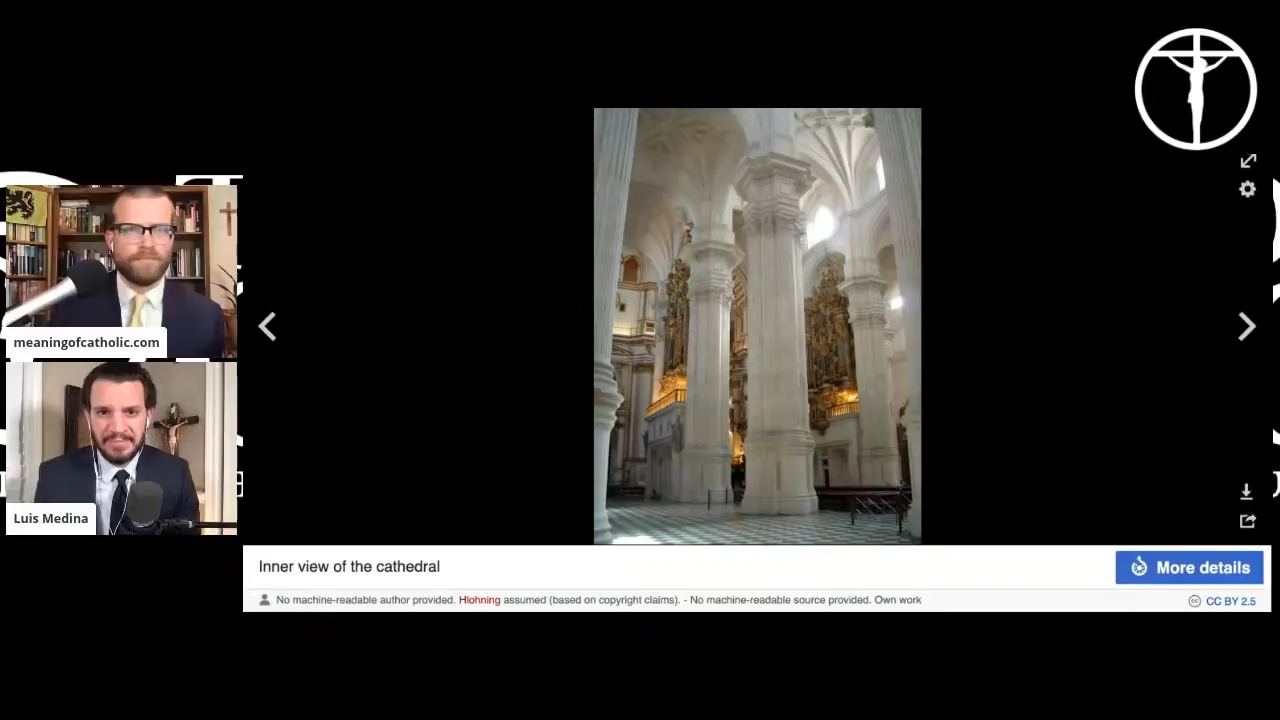 meaningofcatholic.com
Luis Medina
Inner view of the cathedral
More details
No machine-readable author provided. Hlohning assumed (based on copyright claims). - No machine-readable source provided. Own work
CC BY 2.5